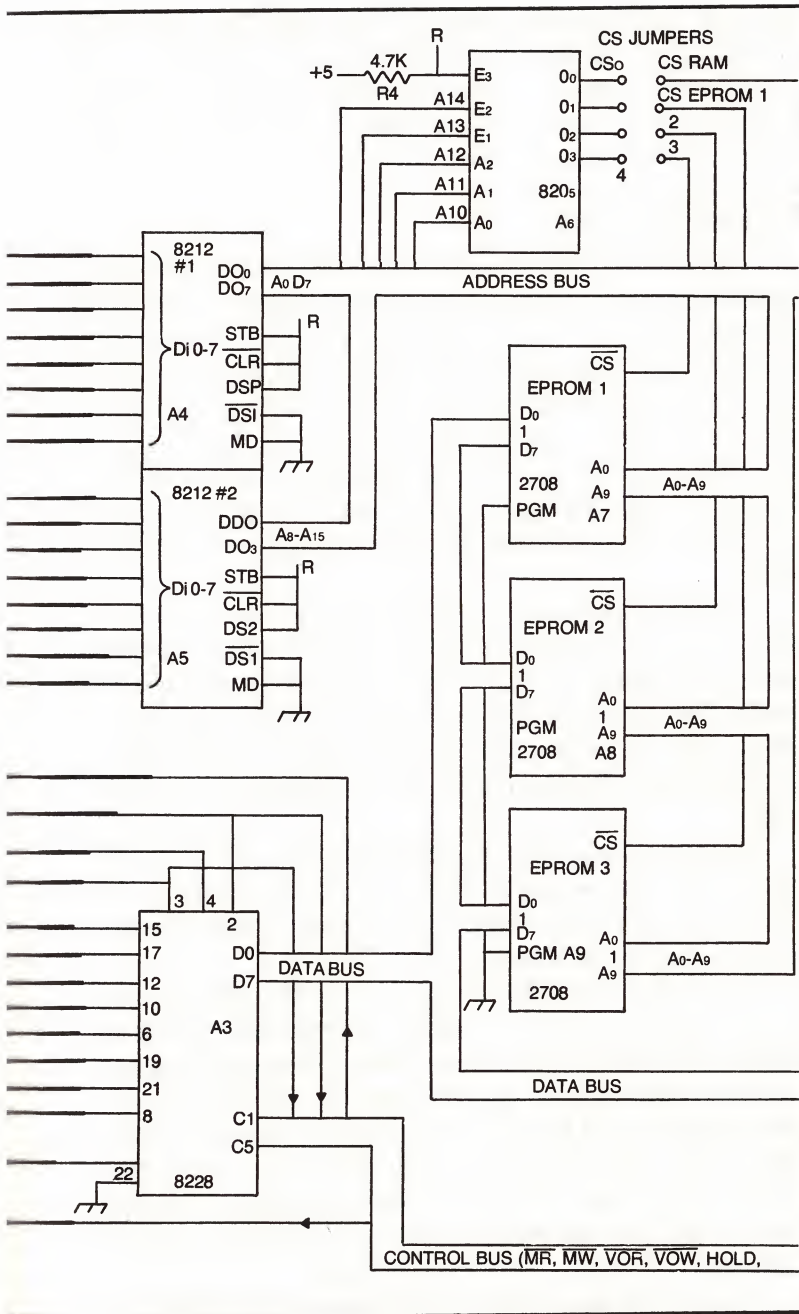 CS JUMPERS
R
+5 4.7K
R4
E3
O0
CSo
CS RAM
A14
E2
O1
CS EPROM 1
A13
E1
O2
2
A12
A2
O3
3
4
A11
A1
8205
A10
A0
A6
ADDRESS BUS
8212
#1
DO0
DO7
A0 D7
STB
R
Di 0-7
CLR
DSP
A4
DSI
MD
8212 #2
DDO
A8-A15
DO3
STB
R
Di 0-7
CLR
DS2
A5
DS1
MD
CS
EPROM 1
D0
1
D7
A0
A9
A0-A9
2708
PGM
A7
CS
EPROM 2
D0
1
D7
A0
1
A9
A0-A9
PGM
2708
A8
CS
EPROM 3
D0
1
D7
A0
1
A9
A0-A9
PGM A9
2708
3
4
2
15
17
12
10
6
19
21
8
D0
D7
DATA BUS
A3
C1
C5
22
8228
DATA BUS
CONTROL BUS (MR, MW, VOR, VOW, HOLD,